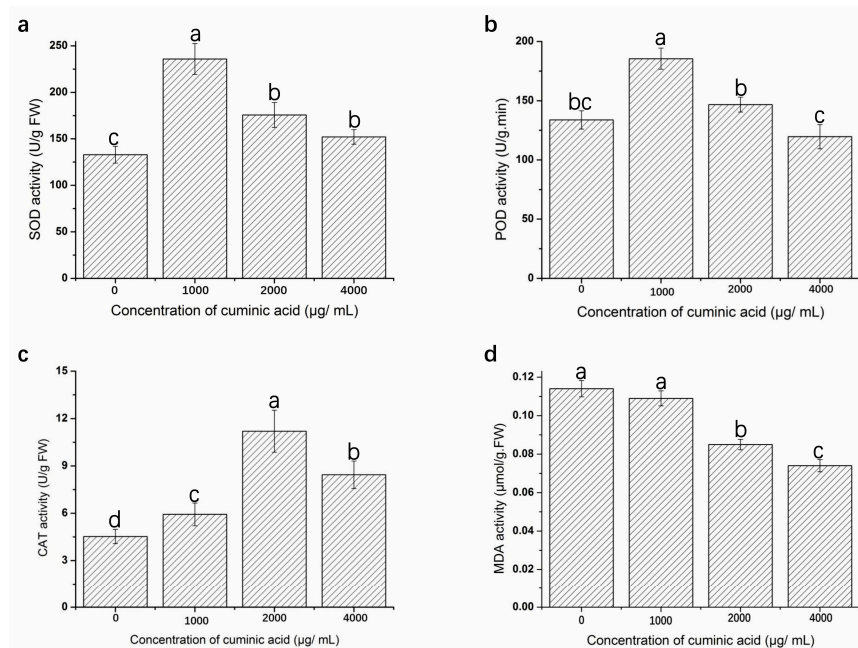 a
SOD activity (U/g FW)
250
200
150
100
50
0
c
a
b
b
0 1000 2000 4000
Concentration of cuminic acid (μg/ mL)
b
POD activity (U/g.min)
200
150
100
50
0
bc
a
b
c
0 1000 2000 4000
Concentration of cuminic acid (μg/ mL)
c
CAT activity (U/g FW)
15
12
9
6
3
0
d
c
a
b
0 1000 2000 4000
Concentration of cuminic acid (μg/ mL)
d
MDA activity (μmol/g.FW)
0.12
0.10
0.08
0.06
0.04
0.02
0.00
a
a
b
c
0 1000 2000 4000
Concentration of cuminic acid (μg/ mL)